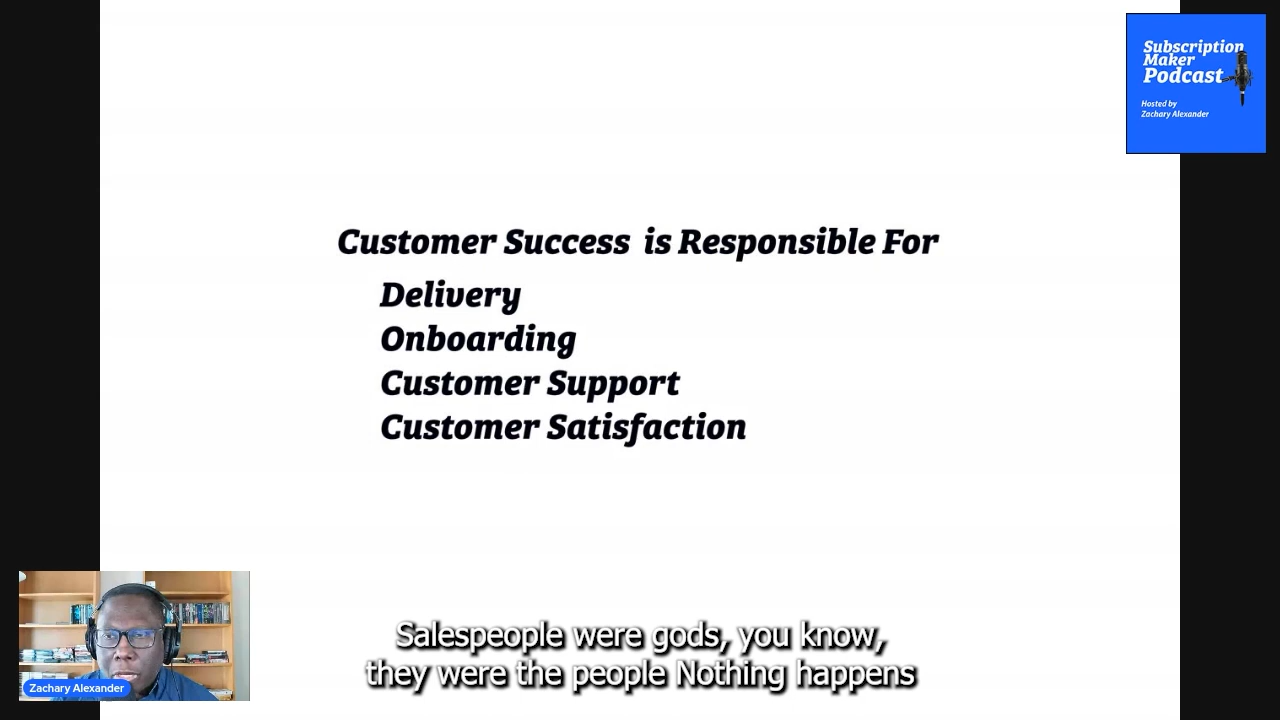 Subscription
Maker
Podcast
Hosted by
Zachary Alexander
Customer Success is Responsible For
Delivery
Onboarding
Customer Support
Customer Satisfaction
Zachary Alexander
Salespeople were gods, you know,
they were the people Nothing happens